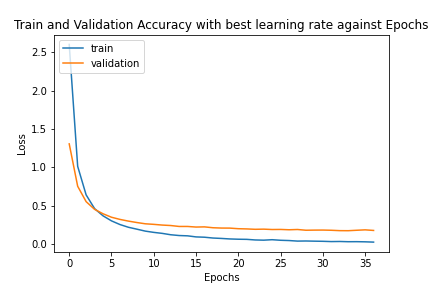 Train and Validation Accuracy with best learning rate against Epochs
train
validation
2.5
2.0
1.5
1.0
0.5
0.0
Loss
0 5 10 15 20 25 30 35
Epochs